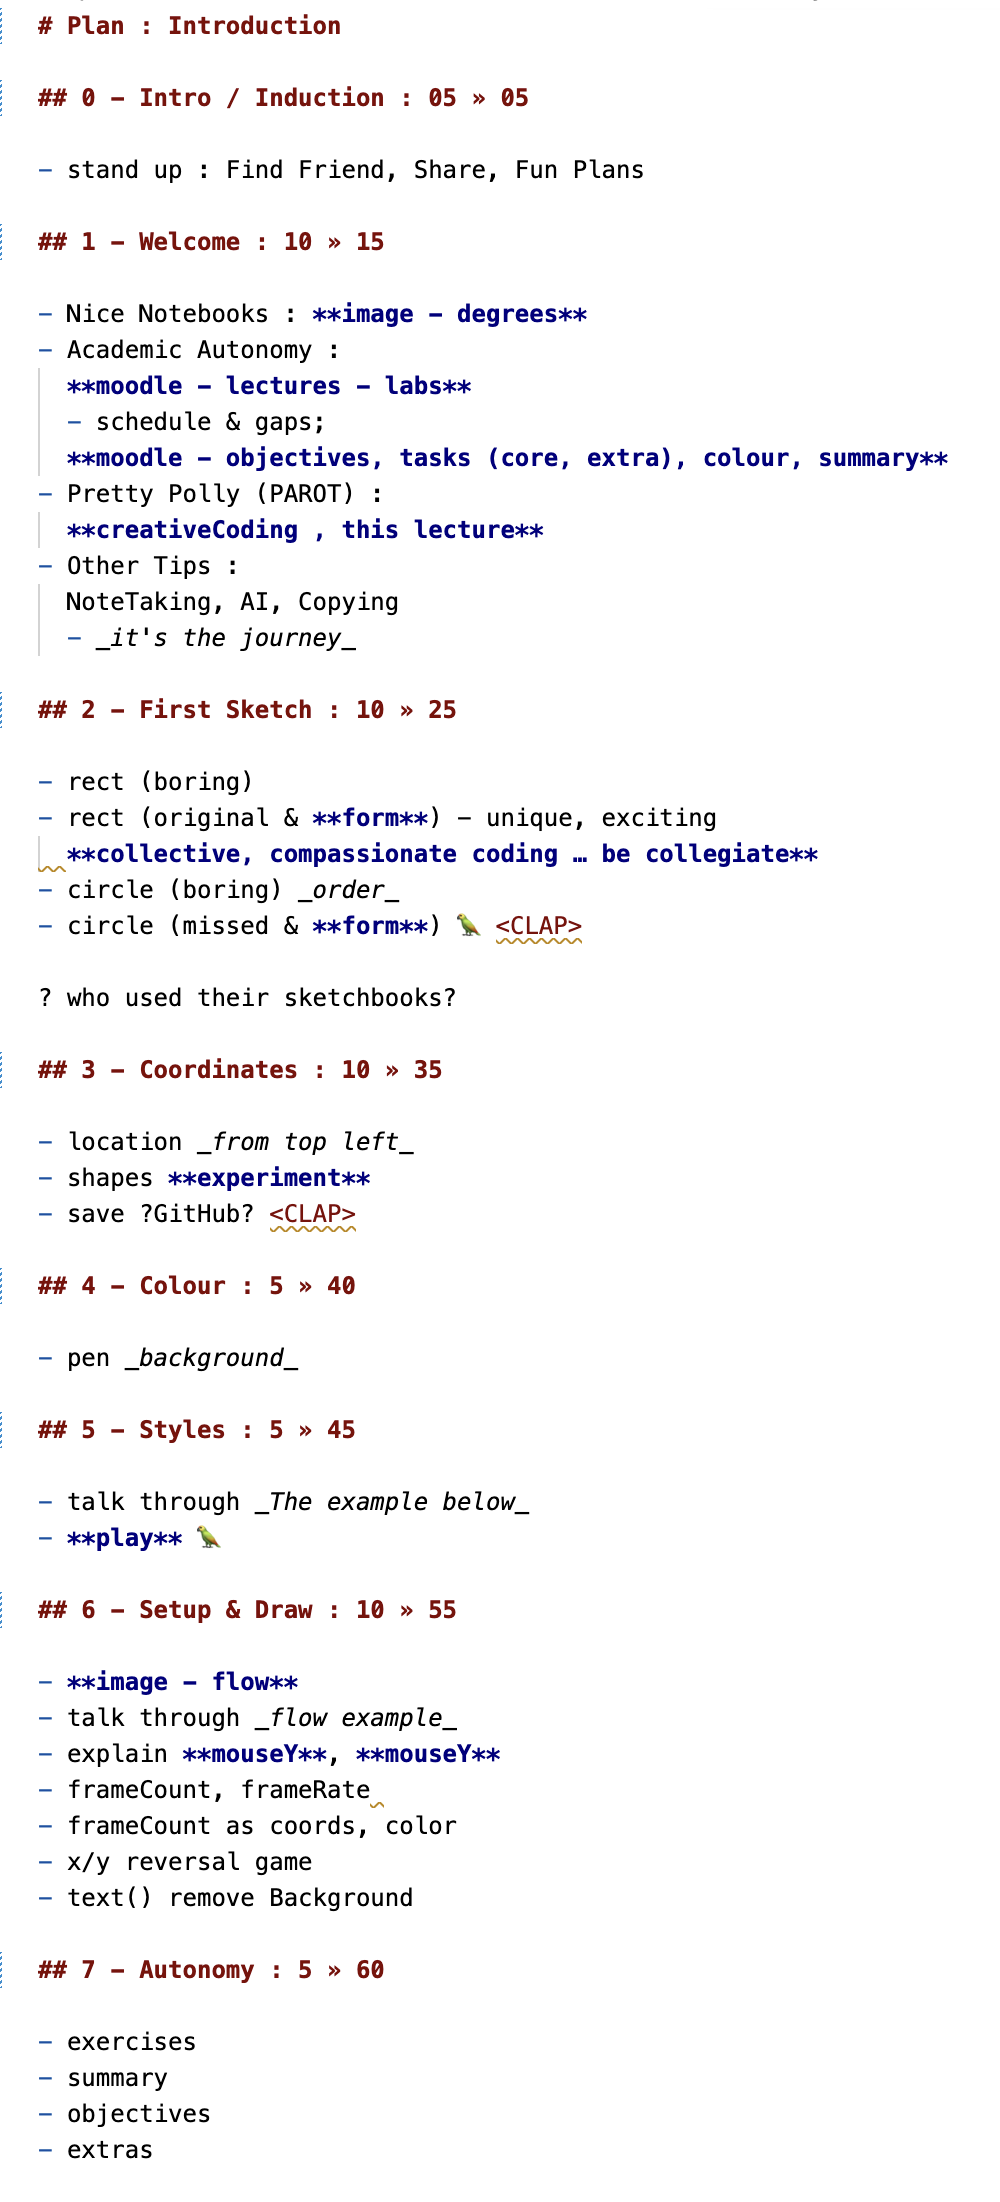 # Plan : Introduction
## 0 – Intro / Induction : 05 » 05
– stand up : Find Friend, Share, Fun Plans
## 1 – Welcome : 10 » 15
– Nice Notebooks : **image – degrees**
– Academic Autonomy :
**moodle – lectures – labs**
– schedule & gaps;
**moodle – objectives, tasks (core, extra), colour, summary**
– Pretty Polly (PAROT) :
**creativeCoding , this lecture**
– Other Tips :
NoteTaking, AI, Copying
– _it's the journey_
## 2 – First Sketch : 10 » 25
– rect (boring)
– rect (original & **form**) – unique, exciting
**collective, compassionate coding … be collegiate**
– circle (boring) _order_
– circle (missed & **form**) 🦜 <CLAP>
? who used their sketchbooks?
## 3 – Coordinates : 10 » 35
– location _from top left_
– shapes **experiment**
– save ?GitHub? <CLAP>
## 4 – Colour : 5 » 40
– pen _background_
## 5 – Styles : 5 » 45
– talk through _The example below_
– **play** 🦜
## 6 – Setup & Draw : 10 » 55
– **image – flow**
– talk through _flow example_
– explain **mouseY**, **mouseY**
– frameCount, frameRate
– frameCount as coords, color
– x/y reversal game
– text() remove Background
## 7 – Autonomy : 5 » 60
– exercises
– summary
– objectives
– extras